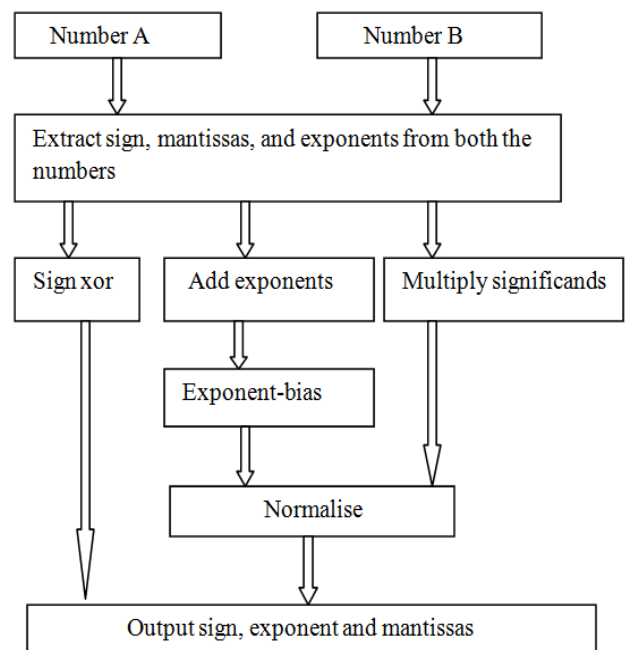 Number A
Number B
Extract sign, mantissas, and exponents from both the
numbers
Sign xor
Add exponents
Multiply significands
Exponent-bias
Normalise
Output sign, exponent and mantissas